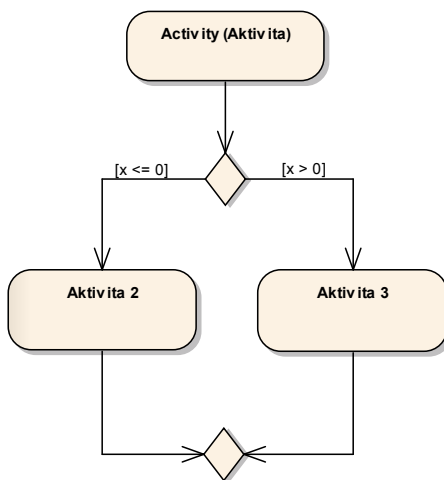 Activity (Aktivita)
[x <= 0]
[x > 0]
Aktivita 2
Aktivita 3